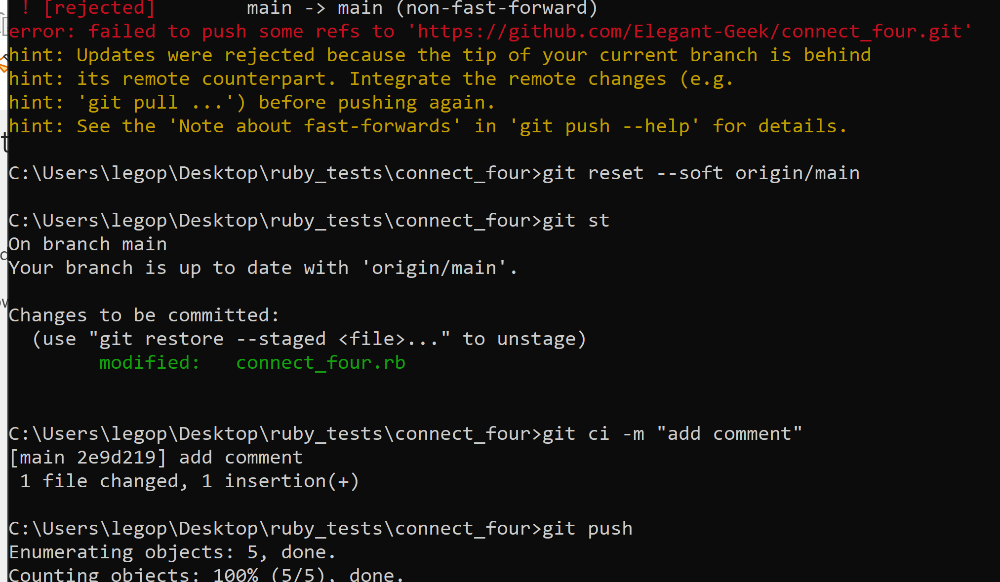 ! [rejected]        main -> main (non-fast-forward)
error: failed to push some refs to 'https://github.com/Elegant-Geek/connect_four.git'
hint: Updates were rejected because the tip of your current branch is behind
hint: its remote counterpart. Integrate the remote changes (e.g.
hint: 'git pull ...') before pushing again.
hint: See the 'Note about fast-forwards' in 'git push --help' for details.
C:\Users\legop\Desktop\ruby_tests\connect_four>git reset --soft origin/main
C:\Users\legop\Desktop\ruby_tests\connect_four>git st
On branch main
Your branch is up to date with 'origin/main'.
Changes to be committed:
  (use "git restore --staged <file>..." to unstage)
        modified:   connect_four.rb
C:\Users\legop\Desktop\ruby_tests\connect_four>git ci -m "add comment"
[main 2e9d219] add comment
 1 file changed, 1 insertion(+)
C:\Users\legop\Desktop\ruby_tests\connect_four>git push
Enumerating objects: 5, done.
Counting objects: 100% (5/5), done.